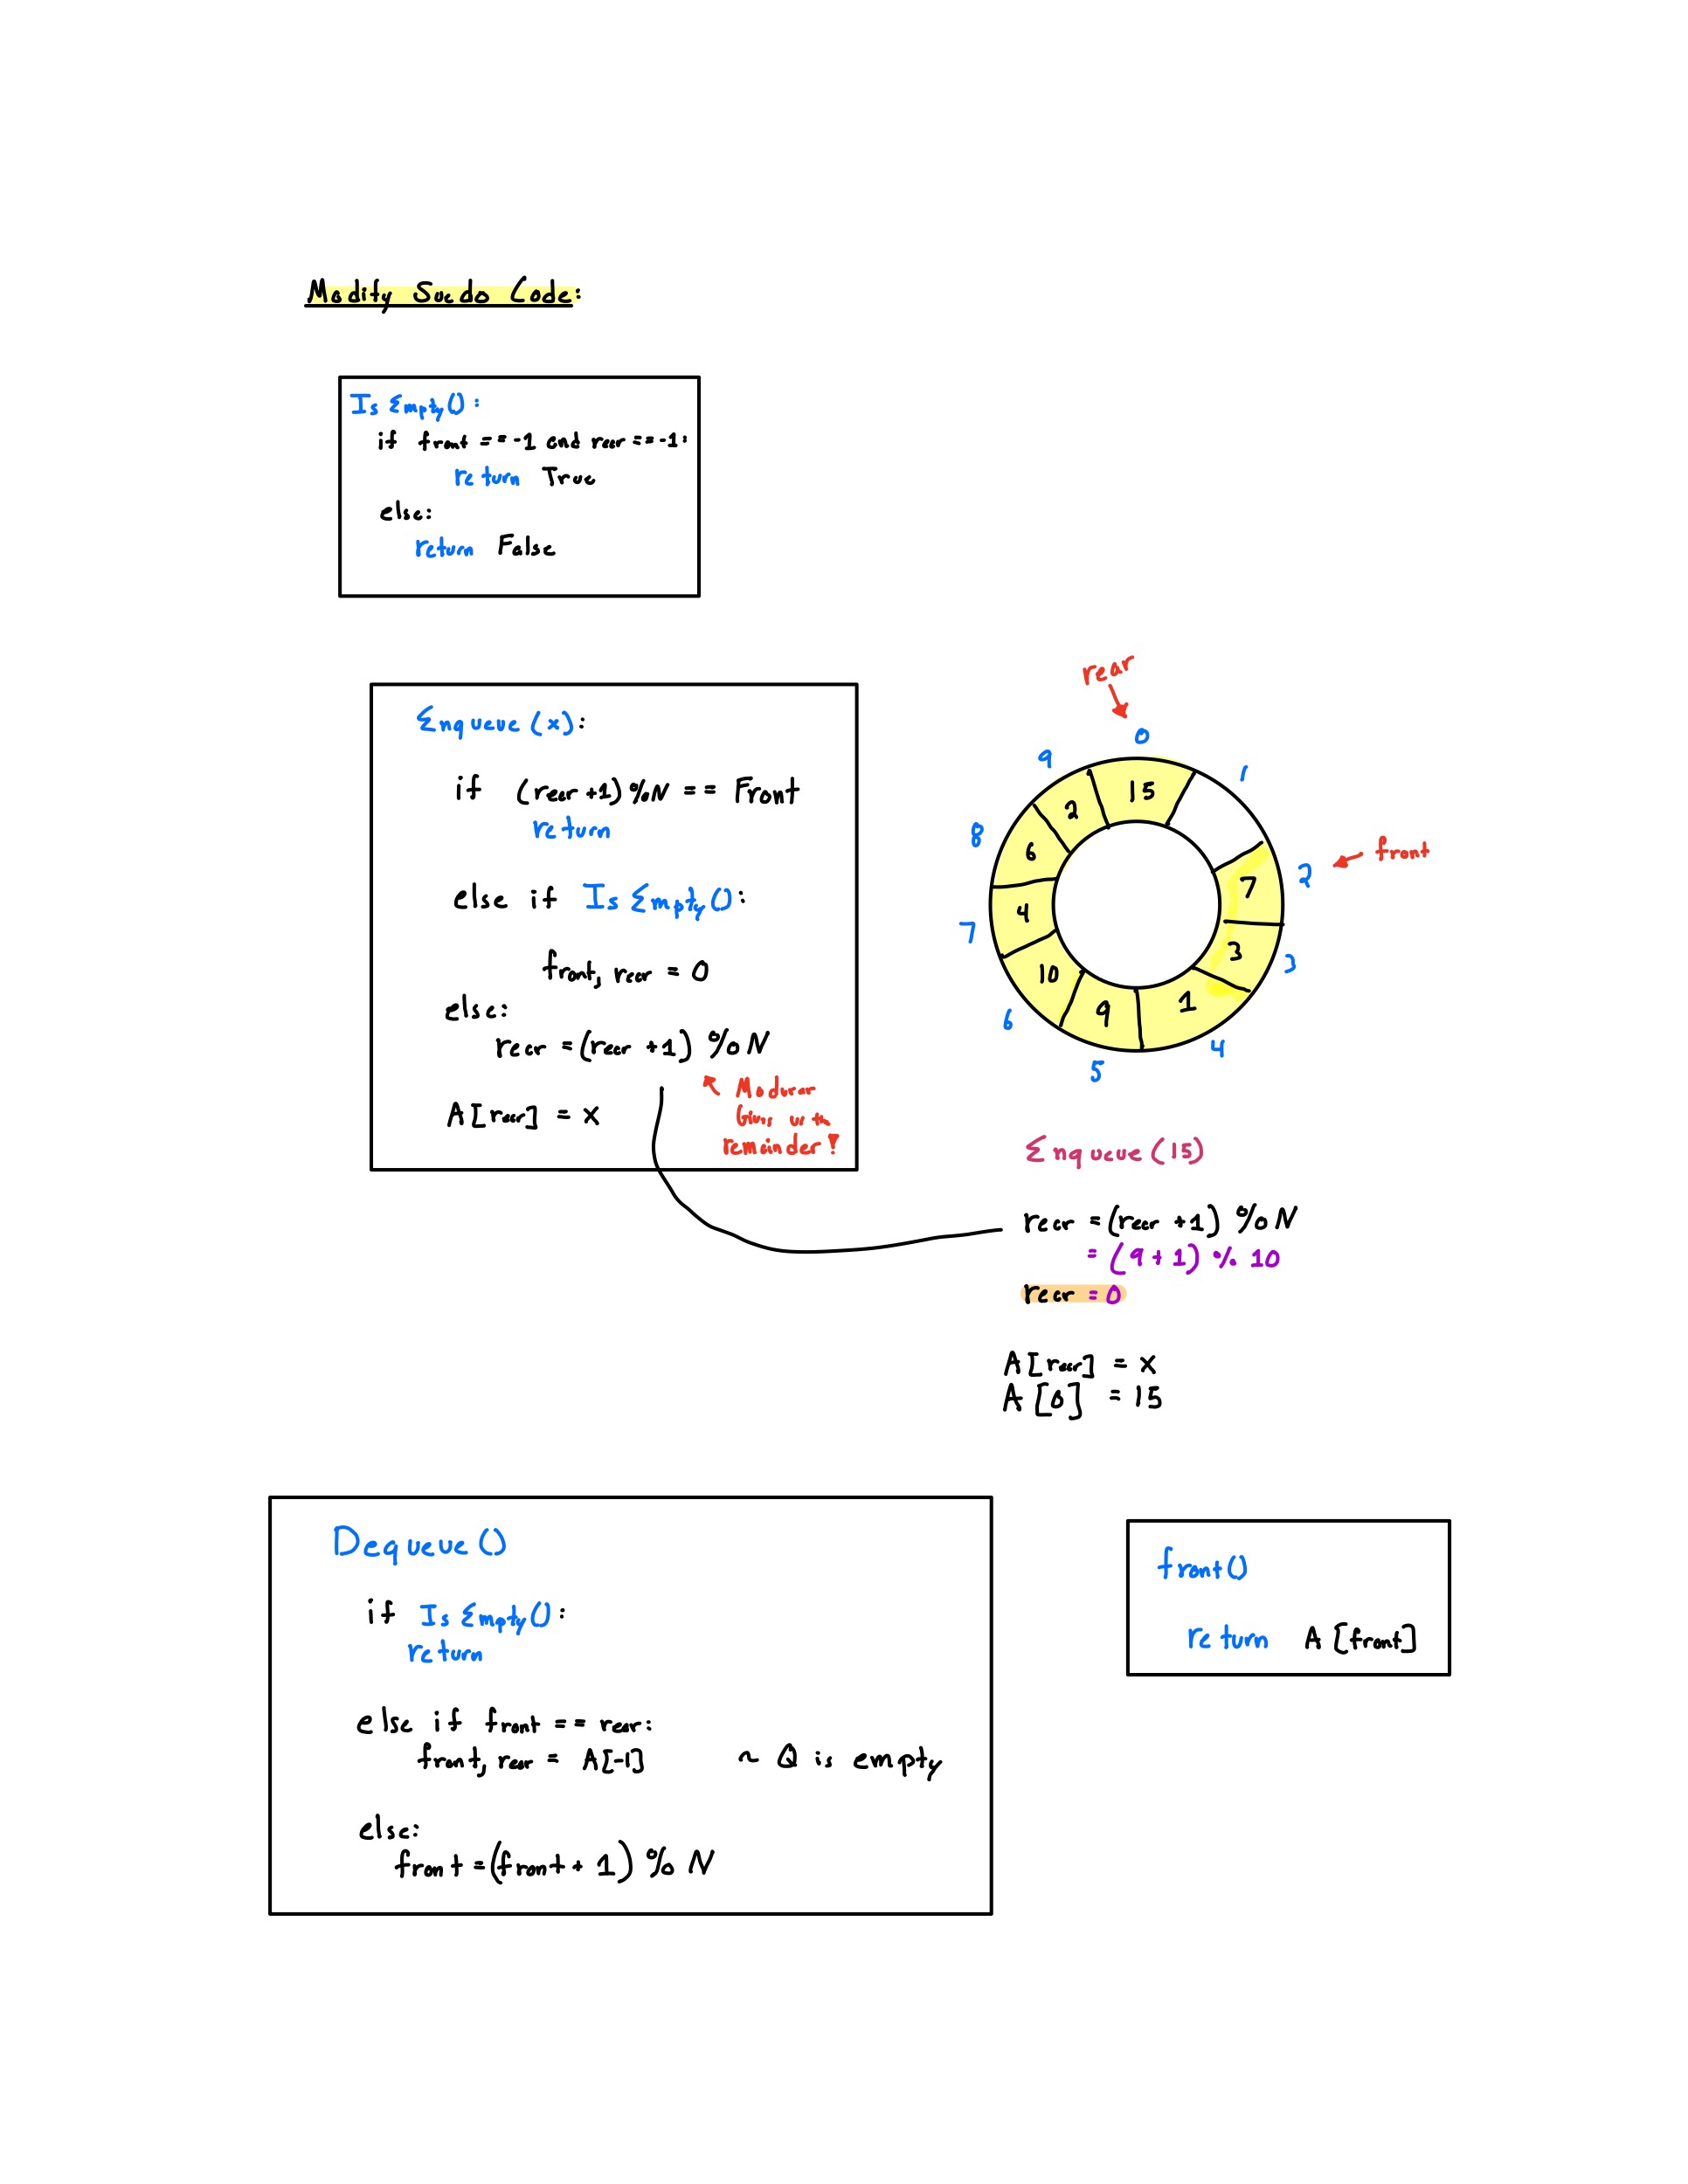 Modify Suedo Code:
Is Empty():
if front == -1 and rear == -1:
return True
else:
return False
Enqueue (x):
if (rear +1) %N == Front
return
else if Is Empty():
front, rear = 0
else:
rear = (rear +1) %N
A[rear] = x
Gives us the
remainder!
rear
0
9
1
15
2
8
6
front
2
7
4
7
3
3
10
9
1
6
4
5
Enqueue (15)
rear = (rear +1) %N
= (9+1) % 10
rear = 0
A[rear] = x
A[0] = 15
Dequeue()
if Is Empty():
return
else if front == rear:
front, rear = A[-1] ~ Q is empty
else:
front = (front + 1) % N
front()
return A[front]